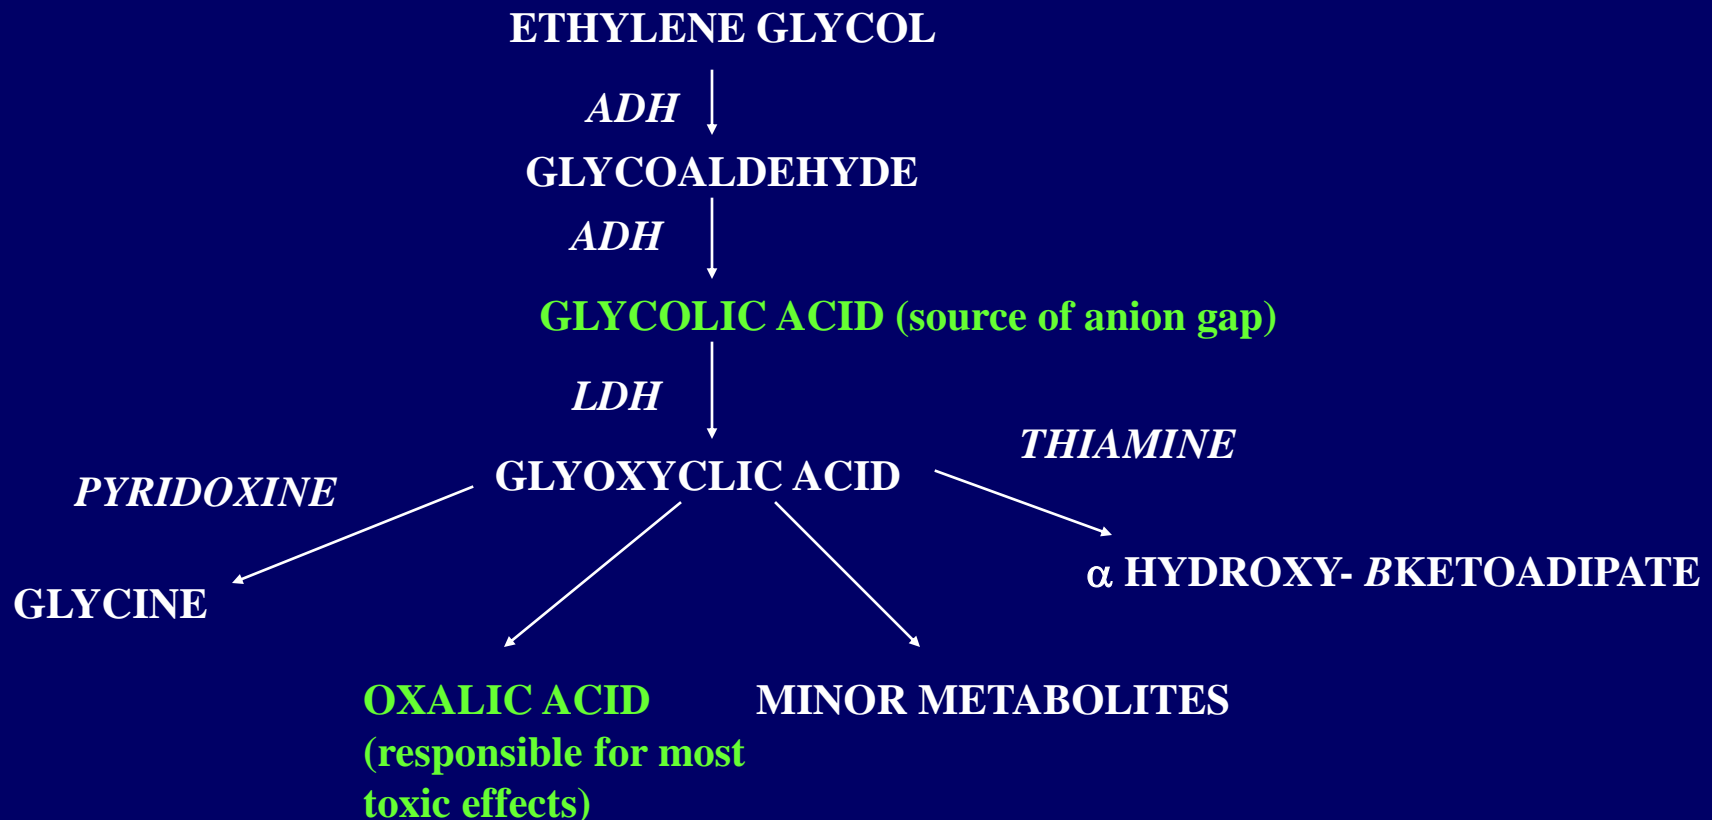 ETHYLENE GLYCOL
ADH
GLYCOALDEHYDE
ADH
GLYCOLIC ACID (source of anion gap)
LDH
THIAMINE
GLYOXYCLIC ACID
PYRIDOXINE
α HYDROXY- BKETOADIPATE
GLYCINE
OXALIC ACID
(responsible for most
toxic effects)
MINOR METABOLITES